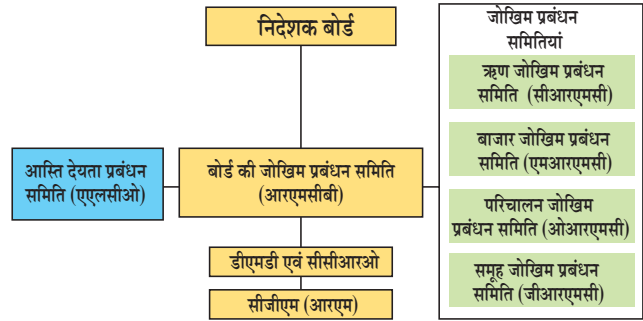 निदेशक बोर्ड
जोखिम प्रबंधन
समितियां
ऋण जोखिम प्रबंधन
समिति (सीआरएमसी)
बाजार जोखिम प्रबंधन
समिति (एमआरएमसी)
परिचालन जोखिम
प्रबंधन समिति (ओआरएमसी)
समूह जोखिम प्रबंधन
समिति (जीआरएमसी)
आस्ति देयता प्रबंधन
समिति (एएलसीओ)
बोर्ड की जोखिम प्रबंधन समिति
(आरएमसीबी)
डीएमडी एवं सीसीआरओ
सीजीएम (आरएम)